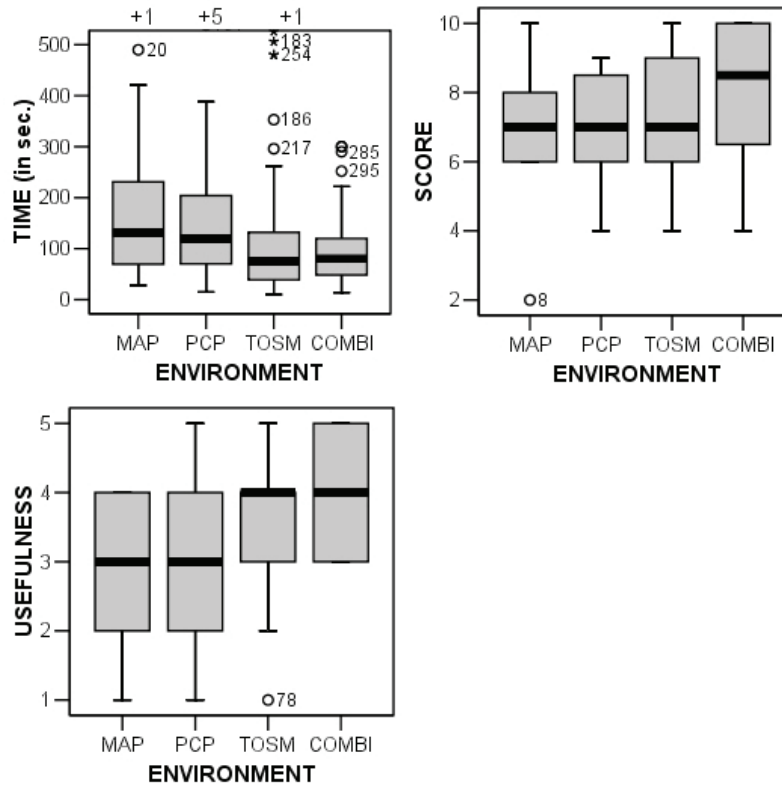 +1 +5 +1
TIME (in sec.)
500
400
300
200
100
0
20
183
254
186
217
285
295
MAP PCP TOSM COMBI
ENVIRONMENT
SCORE
10
8
6
4
2
8
MAP PCP TOSM COMBI
ENVIRONMENT
USEFULNESS
5
4
3
2
1
78
MAP PCP TOSM COMBI
ENVIRONMENT